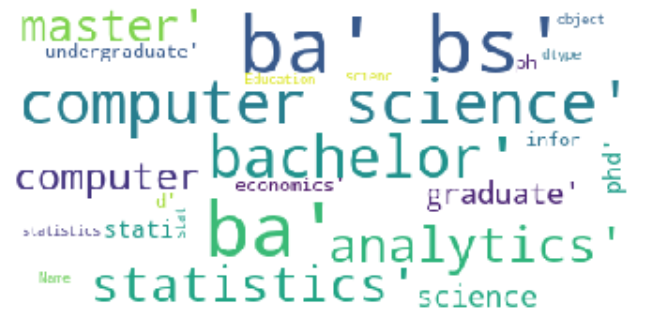 master'
ba'
bs'
object
undergraduate'
ph
dtype
Education
scienc
computer science'
bachelor'
infor
phd'
computer
economics'
graduate'
d'
ba'
statistics
stati
stat
analytics'
Name
statistics'
science